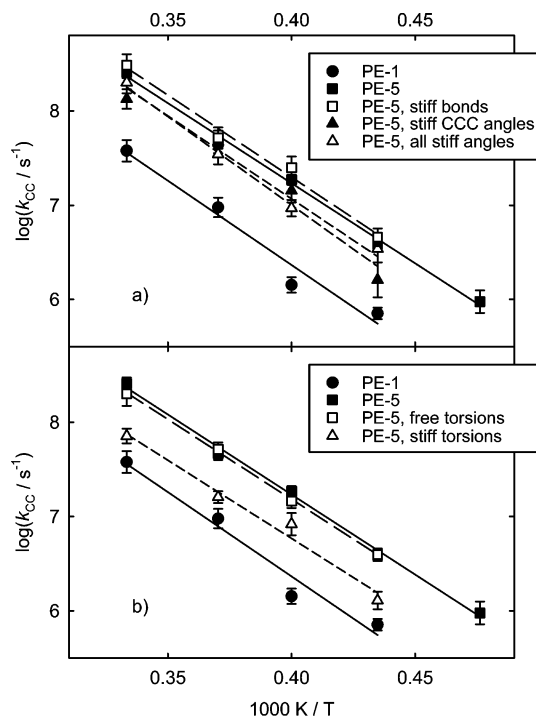 0.35 0.40 0.45
a)
8
7
6
log(k_CC / s^-1)
PE-1
PE-5
PE-5, stiff bonds
PE-5, stiff CCC angles
PE-5, all stiff angles
b)
8
7
6
log(k_CC / s^-1)
PE-1
PE-5
PE-5, free torsions
PE-5, stiff torsions
0.35 0.40 0.45
1000 K / T